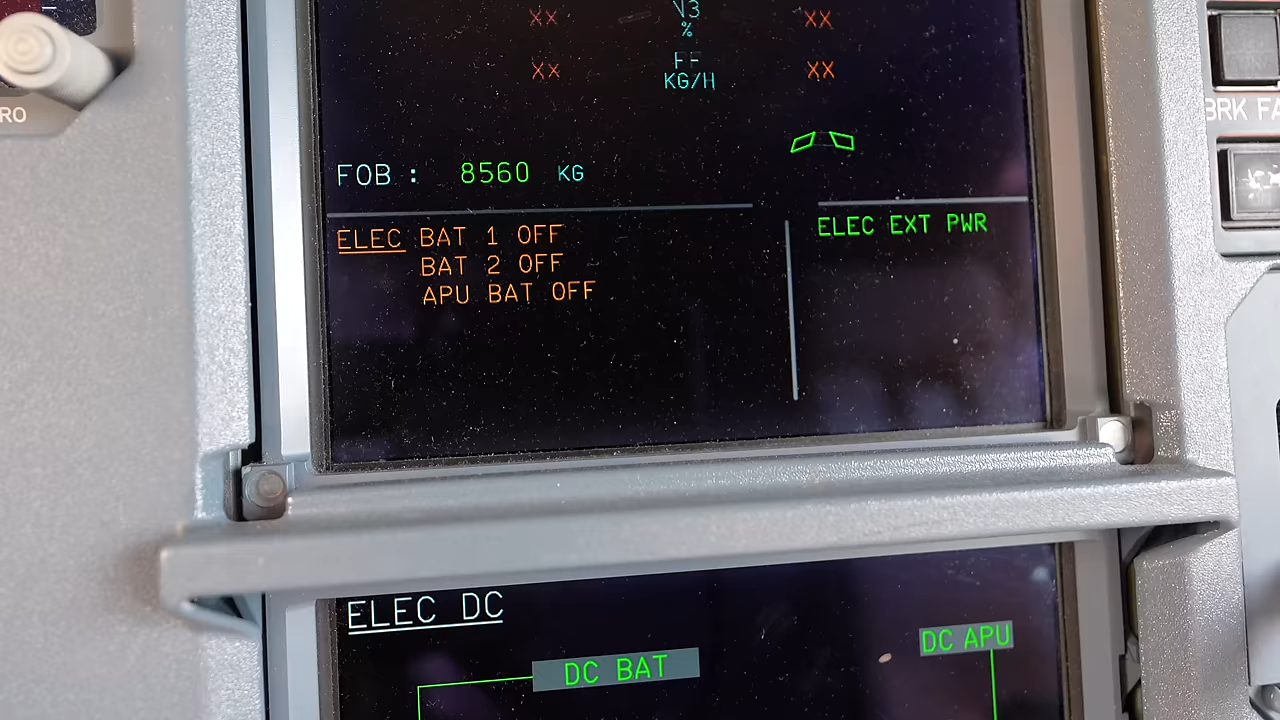 XX N3 XX
%
FF
XX KG/H XX
RO
BRK FA
FOB : 8560 KG
ELEC BAT 1 OFF
BAT 2 OFF
APU BAT OFF
ELEC EXT PWR
ELEC DC
DC BAT
DC APU